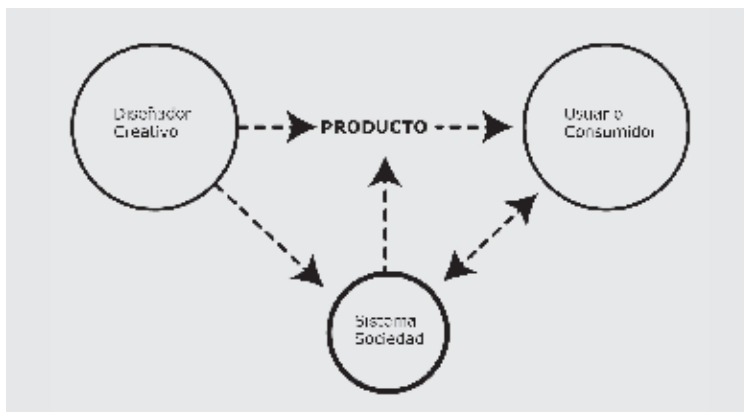 Diseñador
Creativo
PRODUCTO
Usuario
Consumidor
Sistema
Sociedad